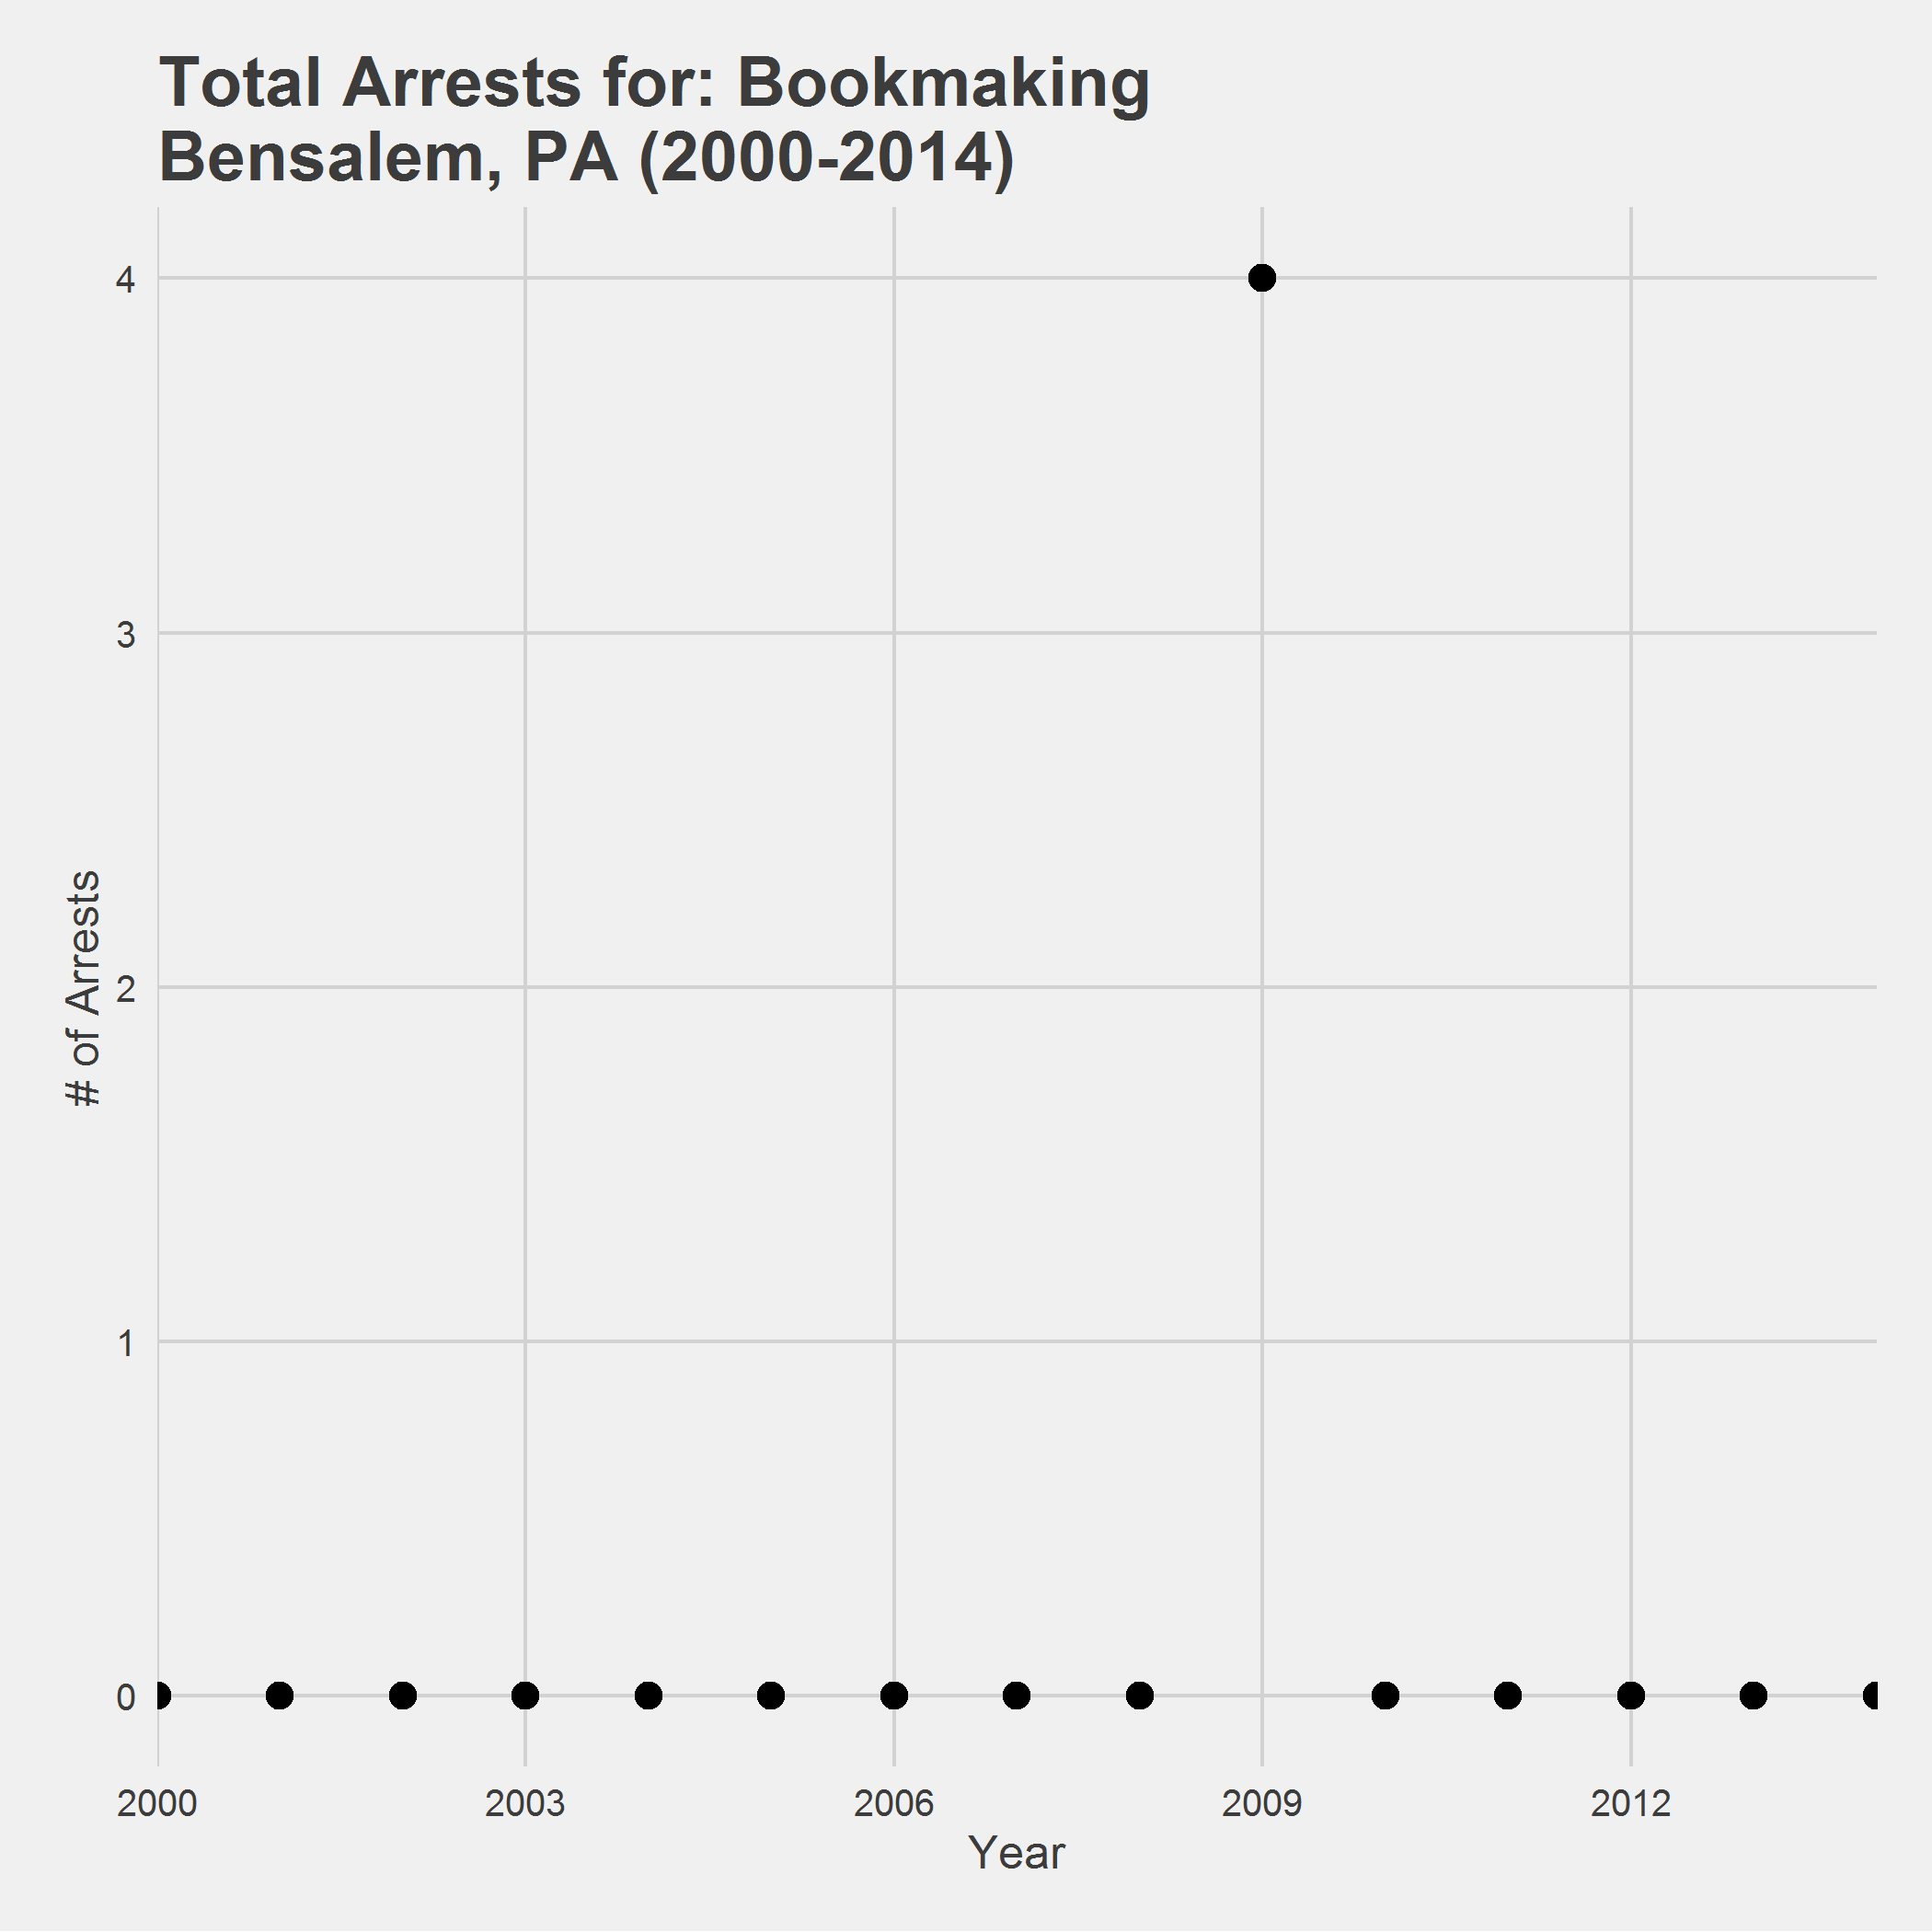 Total Arrests for: Bookmaking
Bensalem, PA (2000-2014)
4
3
2
1
0
# of Arrests
2000 2003 2006 2009 2012
Year